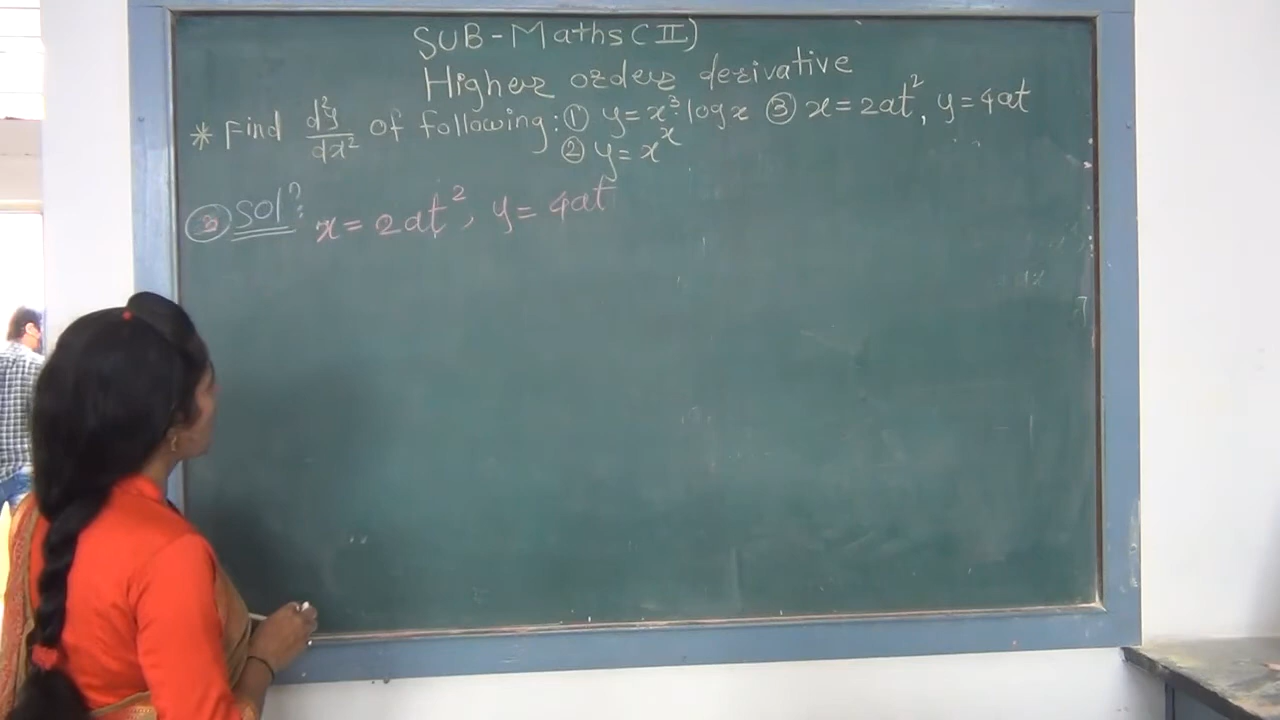 SUB-Maths(II)
Higher order derivative
* Find d²y/dx² of following: ① y=x³·logx ③ x=2at², y=4at
② y=x^x
③ Solⁿ: x=2at², y=4at